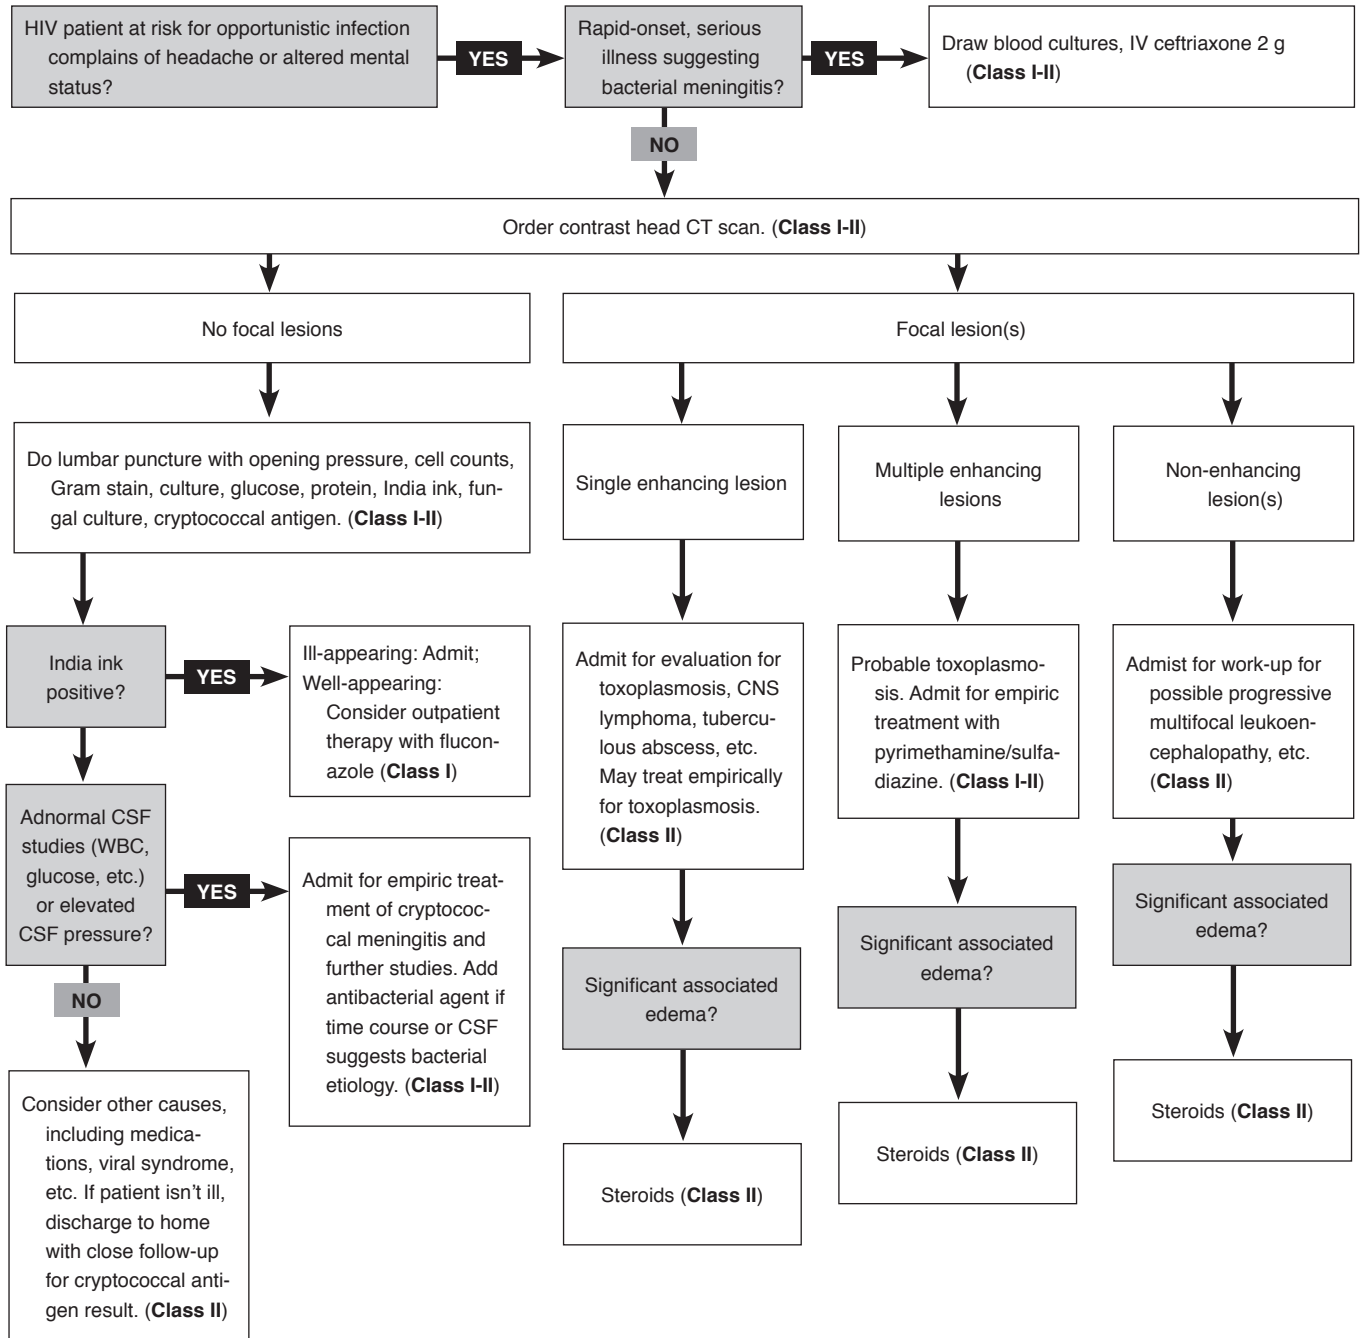 HIV patient at risk for opportunistic infection
complains of headache or altered mental
status?
YES
Rapid-onset, serious
illness suggesting
bacterial meningitis?
YES
Draw blood cultures, IV ceftriaxone 2 g
(Class I-II)
NO
Order contrast head CT scan. (Class I-II)
No focal lesions
Focal lesion(s)
Do lumbar puncture with opening pressure, cell counts,
Gram stain, culture, glucose, protein, India ink, fun-
gal culture, cryptococcal antigen. (Class I-II)
Single enhancing lesion
Multiple enhancing
lesions
Non-enhancing
lesion(s)
India ink
positive?
YES
Ill-appearing: Admit;
Well-appearing:
Consider outpatient
therapy with flucon-
azole (Class I)
Adnormal CSF
studies (WBC,
glucose, etc.)
or elevated
CSF pressure?
YES
Admit for empiric treat-
ment of cryptococ-
cal meningitis and
further studies. Add
antibacterial agent if
time course or CSF
suggests bacterial
etiology. (Class I-II)
NO
Consider other causes,
including medica-
tions, viral syndrome,
etc. If patient isn't ill,
discharge to home
with close follow-up
for cryptococcal anti-
gen result. (Class II)
Admit for evaluation for
toxoplasmosis, CNS
lymphoma, tubercu-
lous abscess, etc.
May treat empirically
for toxoplasmosis.
(Class II)
Significant associated
edema?
Steroids (Class II)
Probable toxoplasmo-
sis. Admit for empiric
treatment with
pyrimethamine/sulfa-
diazine. (Class I-II)
Significant associated
edema?
Steroids (Class II)
Admist for work-up for
possible progressive
multifocal leukoen-
cephalopathy, etc.
(Class II)
Significant associated
edema?
Steroids (Class II)